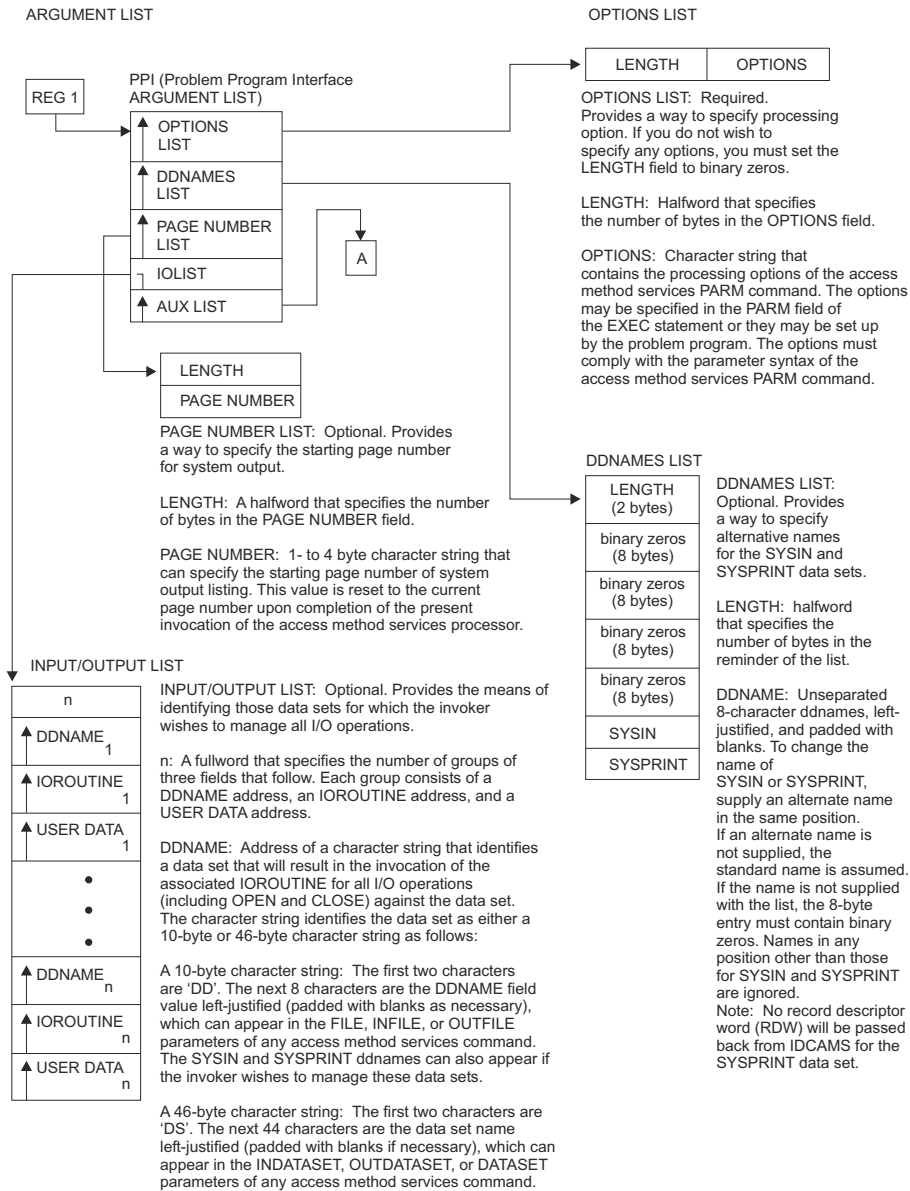 ARGUMENT LIST
OPTIONS LIST
REG 1
PPI (Problem Program Interface
ARGUMENT LIST)
OPTIONS
LIST
DDNAMES
LIST
PAGE NUMBER
LIST
IOLIST
AUX LIST
A
LENGTH
PAGE NUMBER
PAGE NUMBER LIST: Optional. Provides
a way to specify the starting page number
for system output.
LENGTH: A halfword that specifies the number
of bytes in the PAGE NUMBER field.
PAGE NUMBER: 1- to 4 byte character string that
can specify the starting page number of system
output listing. This value is reset to the current
page number upon completion of the present
invocation of the access method services processor.
LENGTH OPTIONS
OPTIONS LIST: Required.
Provides a way to specify processing
option. If you do not wish to
specify any options, you must set the
LENGTH field to binary zeros.
LENGTH: Halfword that specifies
the number of bytes in the OPTIONS field.
OPTIONS: Character string that
contains the processing options of the access
method services PARM command. The options
may be specified in the PARM field of
the EXEC statement or they may be set up
by the problem program. The options must
comply with the parameter syntax of the
access method services PARM command.
DDNAMES LIST
LENGTH
(2 bytes)
binary zeros
(8 bytes)
binary zeros
(8 bytes)
binary zeros
(8 bytes)
binary zeros
(8 bytes)
SYSIN
SYSPRINT
DDNAMES LIST:
Optional. Provides
a way to specify
alternative names
for the SYSIN and
SYSPRINT data sets.
LENGTH: halfword
that specifies the
number of bytes in the
reminder of the list.
DDNAME: Unseparated
8-character ddnames, left-
justified, and padded with
blanks. To change the
name of
SYSIN or SYSPRINT,
supply an alternate name
in the same position.
If an alternate name is
not supplied, the
standard name is assumed.
If the name is not supplied
with the list, the 8-byte
entry must contain binary
zeros. Names in any
position other than those
for SYSIN and SYSPRINT
are ignored.
Note: No record descriptor
word (RDW) will be passed
back from IDCAMS for the
SYSPRINT data set.
INPUT/OUTPUT LIST
n
DDNAME 1
IOROUTINE 1
USER DATA 1
DDNAME n
IOROUTINE n
USER DATA n
INPUT/OUTPUT LIST: Optional. Provides the means of
identifying those data sets for which the invoker
wishes to manage all I/O operations.
n: A fullword that specifies the number of groups of
three fields that follow. Each group consists of a
DDNAME address, an IOROUTINE address, and a
USER DATA address.
DDNAME: Address of a character string that identifies
a data set that will result in the invocation of the
associated IOROUTINE for all I/O operations
(including OPEN and CLOSE) against the data set.
The character string identifies the data set as either a
10-byte or 46-byte character string as follows:
A 10-byte character string: The first two characters
are 'DD'. The next 8 characters are the DDNAME field
value left-justified (padded with blanks as necessary),
which can appear in the FILE, INFILE, or OUTFILE
parameters of any access method services command.
The SYSIN and SYSPRINT ddnames can also appear if
the invoker wishes to manage these data sets.
A 46-byte character string: The first two characters are
'DS'. The next 44 characters are the data set name
left-justified (padded with blanks if necessary), which can
appear in the INDATASET, OUTDATASET, or DATASET
parameters of any access method services command.